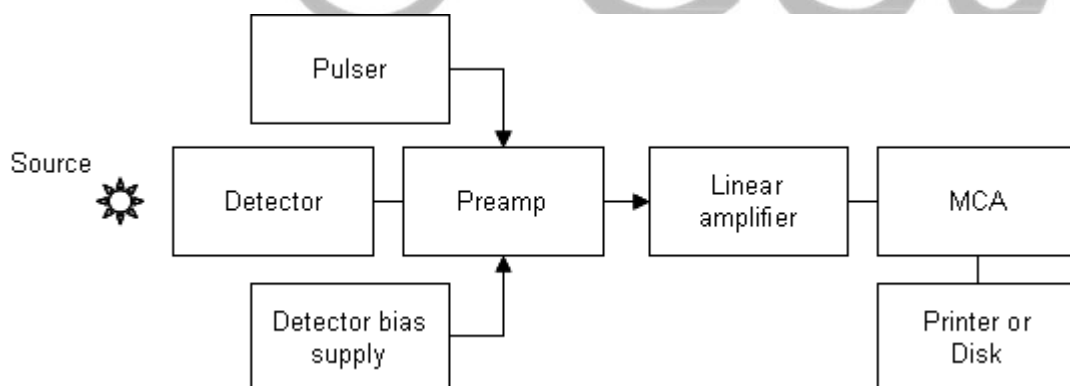 Pulser
Source
Detector
Preamp
Linear
amplifier
MCA
Detector bias
supply
Printer or
Disk